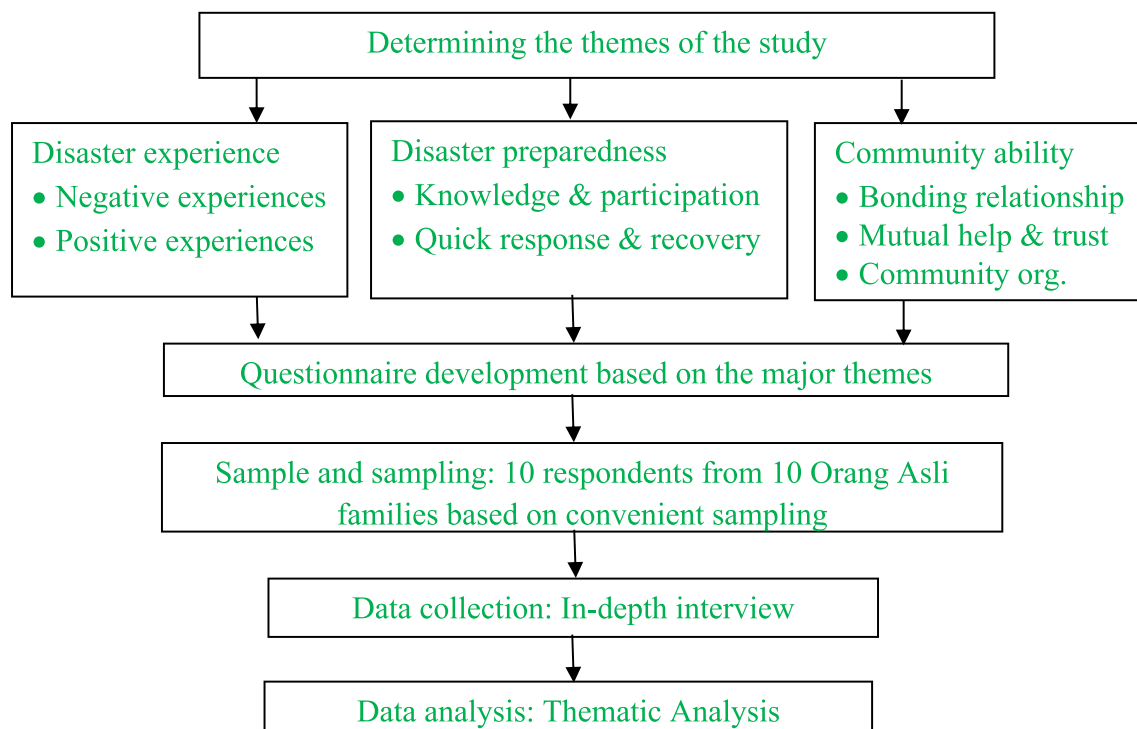 Determining the themes of the study
Disaster experience
• Negative experiences
• Positive experiences
Disaster preparedness
• Knowledge & participation
• Quick response & recovery
Community ability
• Bonding relationship
• Mutual help & trust
• Community org.
Questionnaire development based on the major themes
Sample and sampling: 10 respondents from 10 Orang Asli
families based on convenient sampling
Data collection: In-depth interview
Data analysis: Thematic Analysis